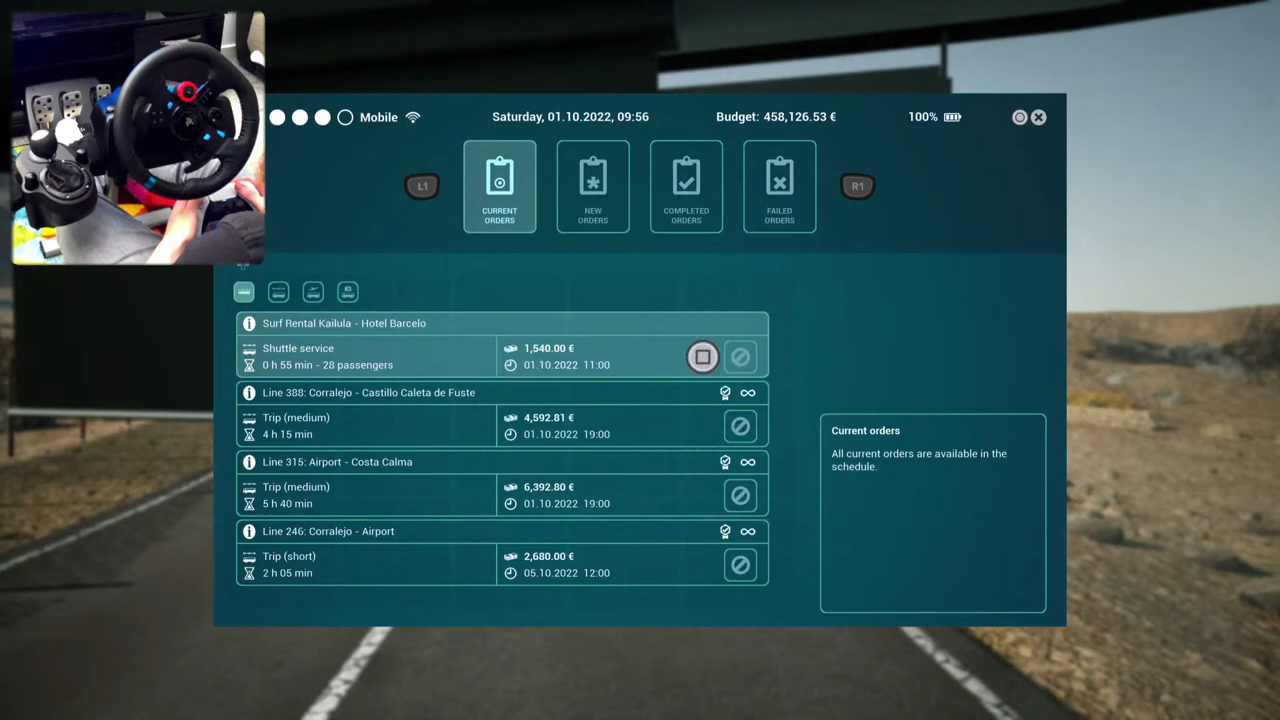 Mobile
Saturday, 01.10.2022, 09:56
Budget: 458,126.53 €
100%
L1
CURRENT
ORDERS
NEW
ORDERS
COMPLETED
ORDERS
FAILED
ORDERS
R1
Surf Rental Kailula - Hotel Barcelo
Shuttle service
0 h 55 min - 28 passengers
1,540.00 €
01.10.2022 11:00
Line 388: Corralejo - Castillo Caleta de Fuste
Trip (medium)
4 h 15 min
4,592.81 €
01.10.2022 19:00
Line 315: Airport - Costa Calma
Trip (medium)
5 h 40 min
6,392.80 €
01.10.2022 19:00
Line 246: Corralejo - Airport
Trip (short)
2 h 05 min
2,680.00 €
05.10.2022 12:00
Current orders
All current orders are available in the
schedule.